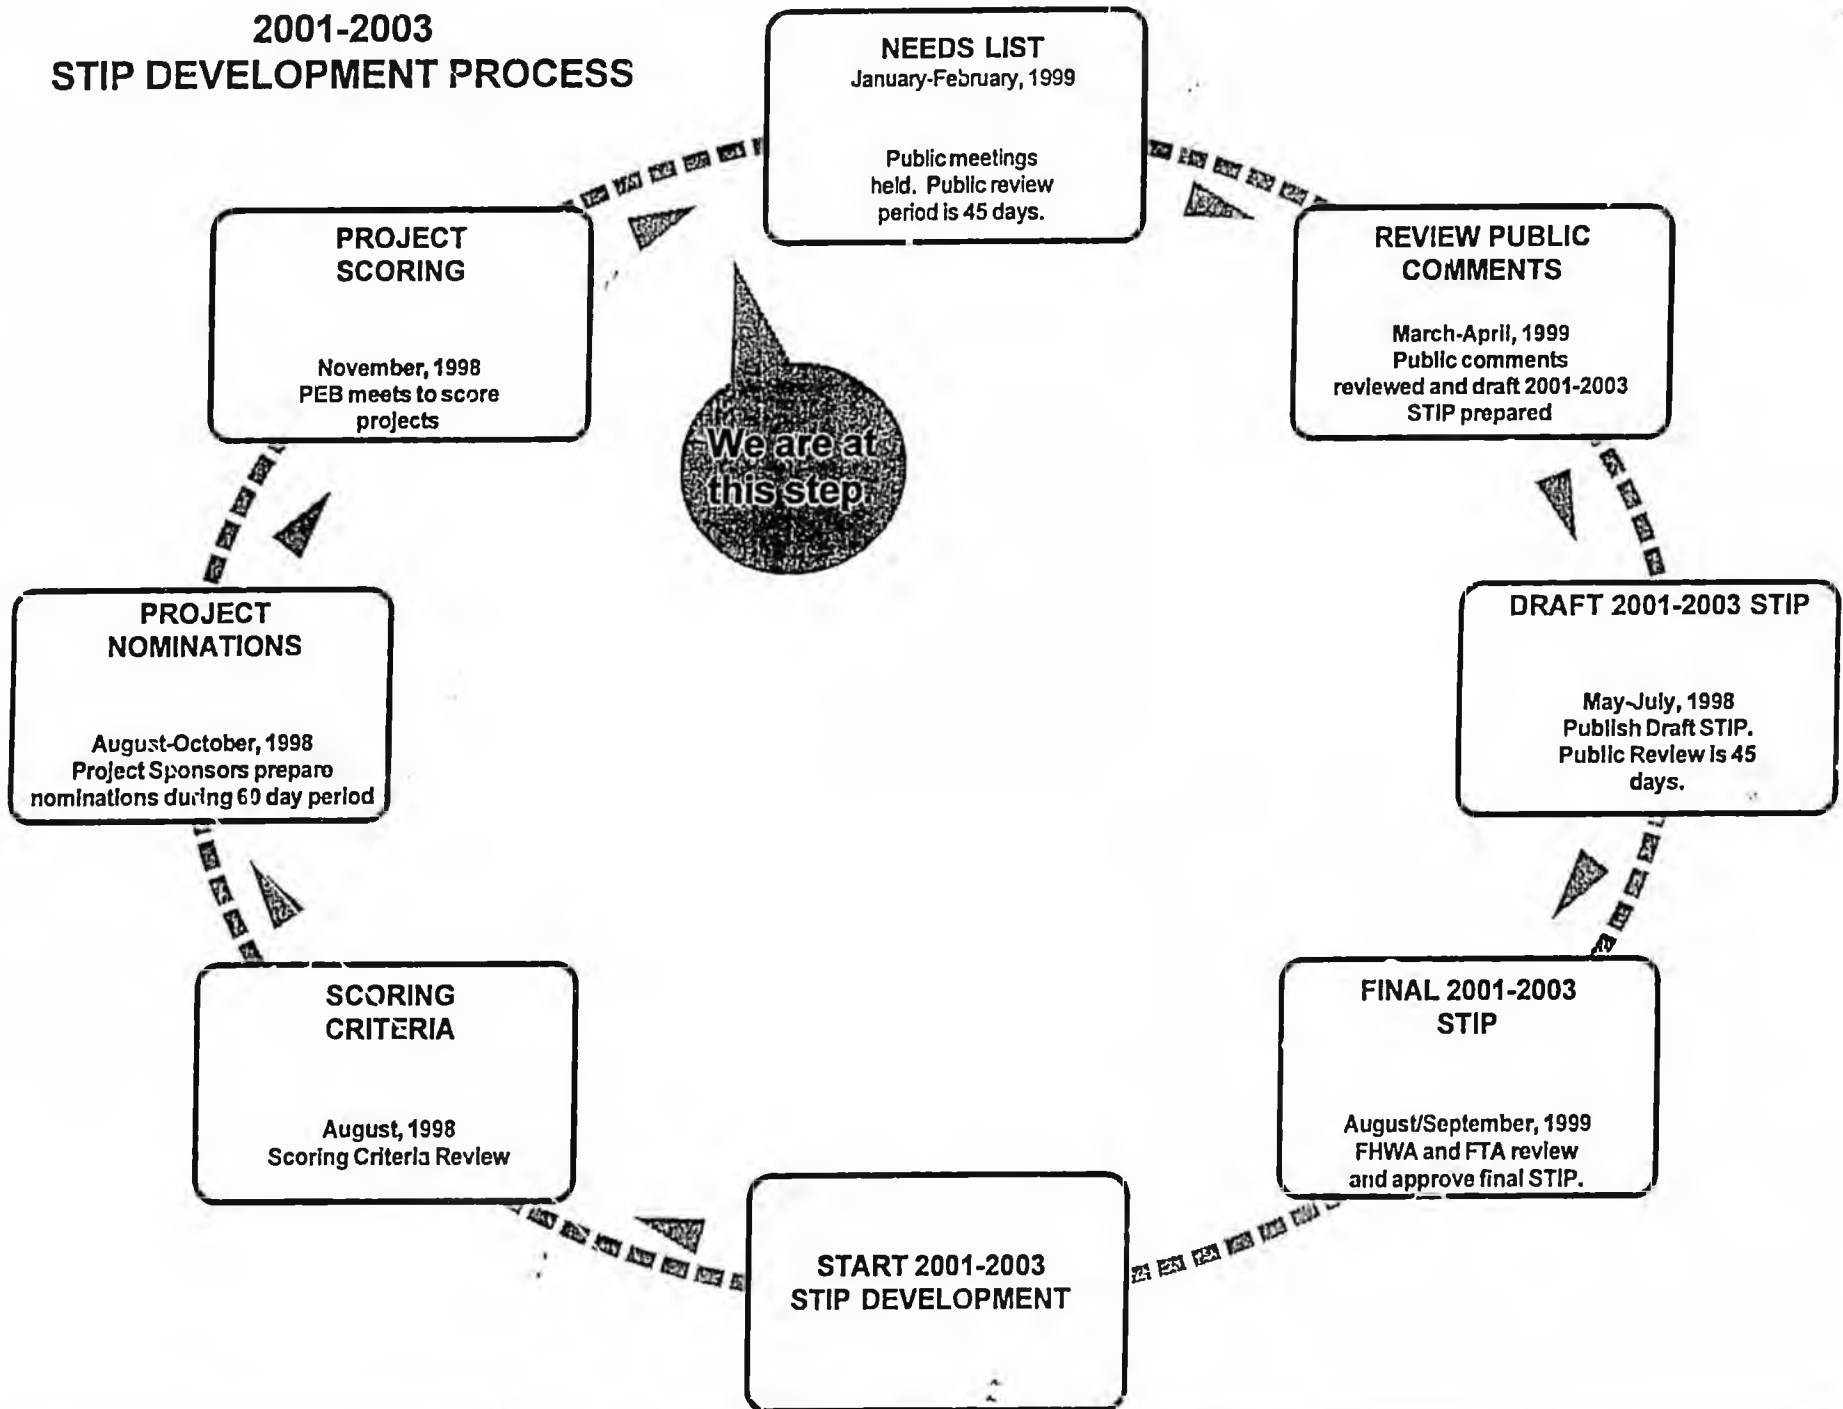 2001-2003
STIP DEVELOPMENT PROCESS
NEEDS LIST
January-February, 1999
Public meetings
held. Public review
period is 45 days.
REVIEW PUBLIC
COMMENTS
March-April, 1999
Public comments
reviewed and draft 2001-2003
STIP prepared
DRAFT 2001-2003 STIP
May-July, 1998
Publish Draft STIP.
Public Review is 45
days.
FINAL 2001-2003
STIP
August/September, 1999
FHWA and FTA review
and approve final STIP.
START 2001-2003
STIP DEVELOPMENT
SCORING
CRITERIA
August, 1998
Scoring Criteria Review
PROJECT
NOMINATIONS
August-October, 1998
Project Sponsors prepare
nominations during 60 day period
PROJECT
SCORING
November, 1998
PEB meets to score
projects
We are at
this step.